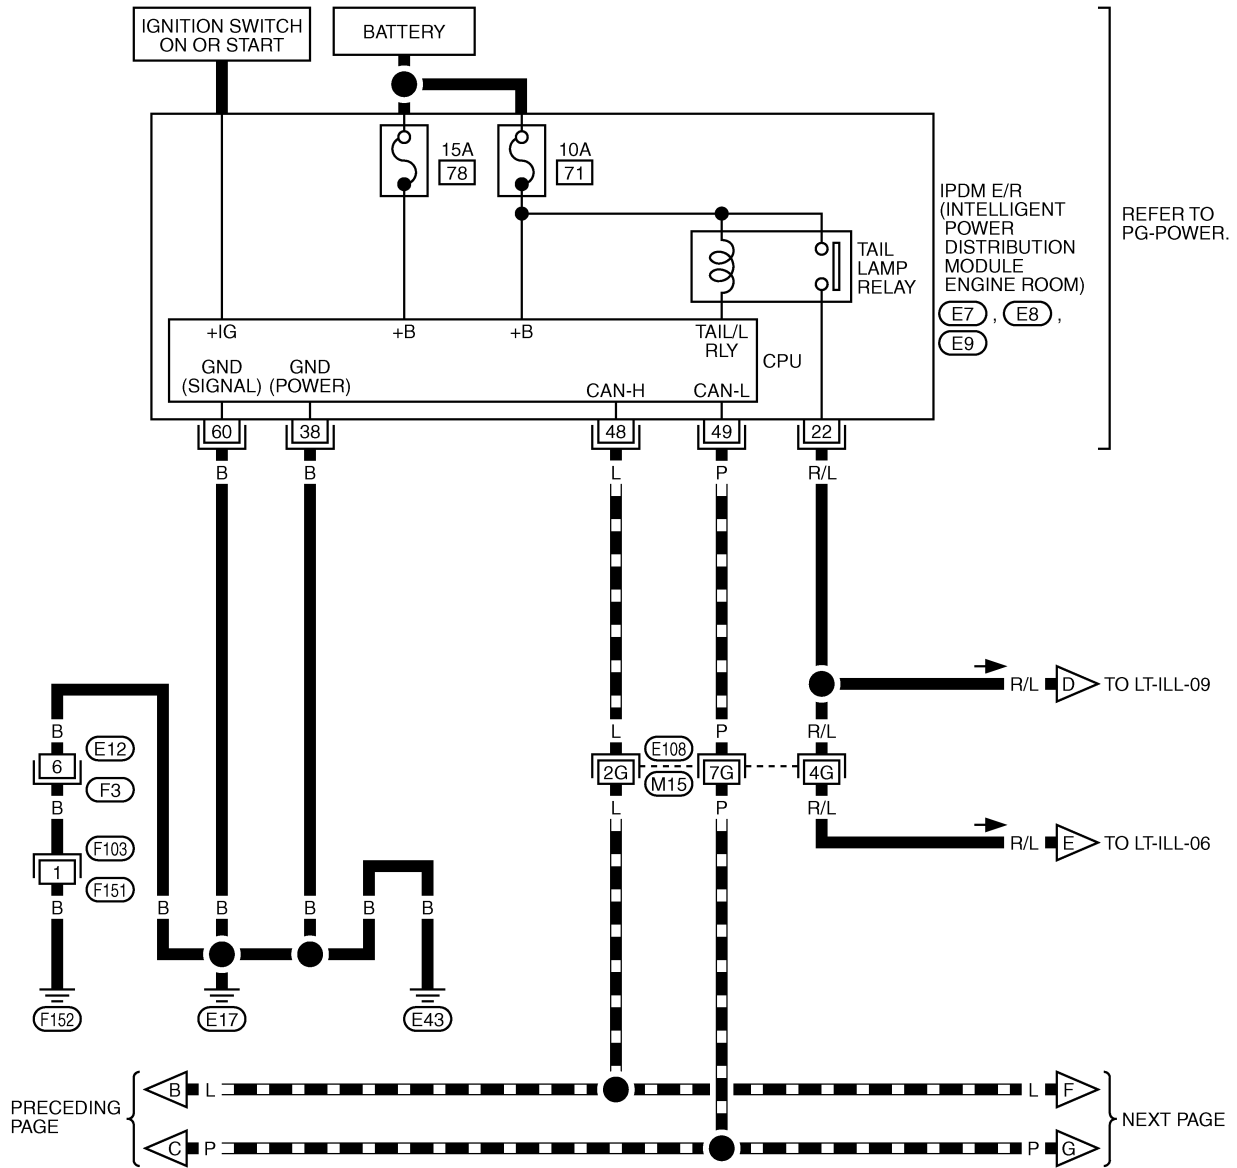 IGNITION SWITCH
ON OR START
BATTERY
15A
78
10A
71
IPDM E/R
(INTELLIGENT
POWER
DISTRIBUTION
MODULE
ENGINE ROOM)
E7 , E8 ,
E9
REFER TO
PG-POWER.
TAIL
LAMP
RELAY
+IG
+B
+B
TAIL/L
RLY
CPU
GND
(SIGNAL)
GND
(POWER)
CAN-H
CAN-L
60
38
48
49
22
B
B
L
P
R/L
R/L
D
TO LT-ILL-09
B
L
P
R/L
6
E12
F3
2G
E108
M15
7G
4G
B
L
P
R/L
R/L
E
TO LT-ILL-06
1
F103
F151
B
B
B
B
B
B
F152
E17
E43
PRECEDING
PAGE
B
L
L
F
C
P
P
G
NEXT PAGE